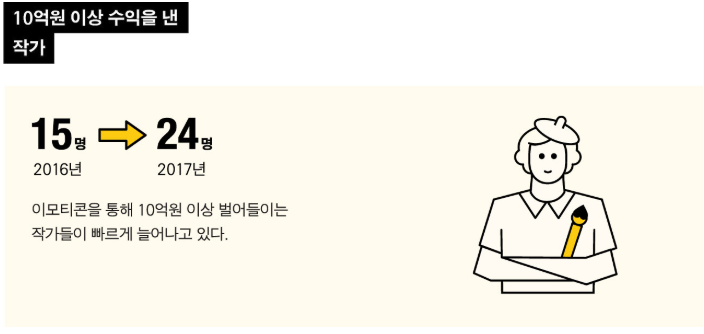 10억원 이상 수익을 낸
작가
15명 24명
2016년 2017년
이모티콘을 통해 10억원 이상 벌어들이는
작가들이 빠르게 늘어나고 있다.